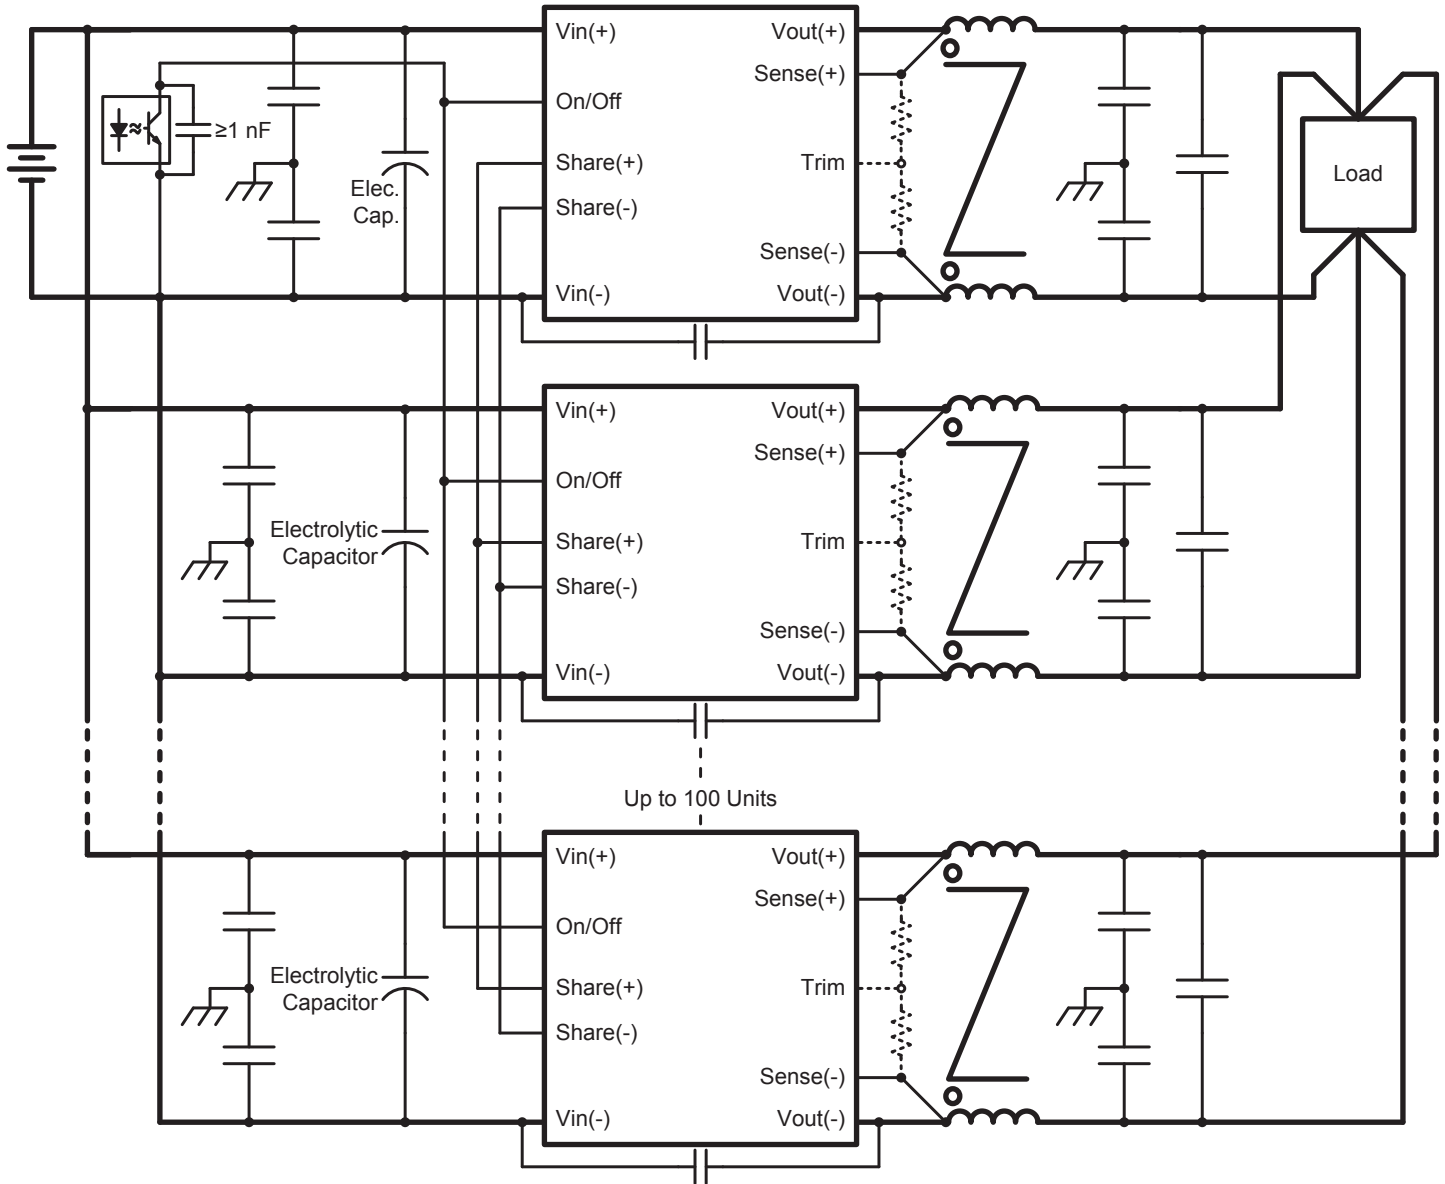 Vin(+)
Vout(+)
Sense(+)
On/Off
≥1 nF
Share(+)
Trim
Load
Elec.
Cap.
Share(-)
Sense(-)
Vin(-)
Vout(-)
Vin(+)
Vout(+)
Sense(+)
On/Off
Electrolytic
Capacitor
Share(+)
Trim
Share(-)
Sense(-)
Vin(-)
Vout(-)
Up to 100 Units
Vin(+)
Vout(+)
Sense(+)
On/Off
Electrolytic
Capacitor
Share(+)
Trim
Share(-)
Sense(-)
Vin(-)
Vout(-)